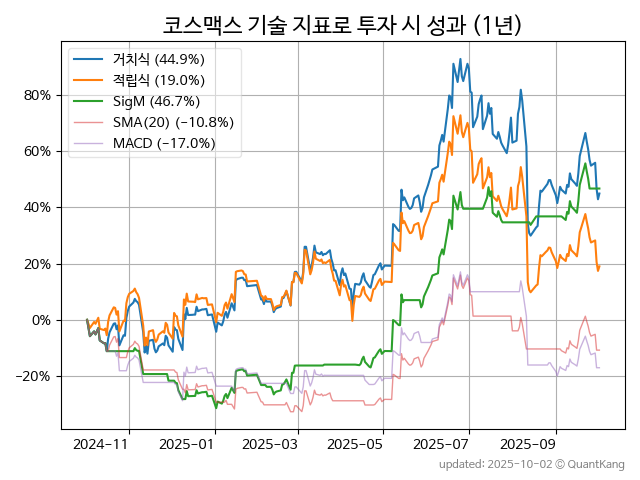 코스맥스 기술 지표로 투자 시 성과 (1년)
거치식 (44.9%)
적립식 (19.0%)
SigM (46.7%)
SMA(20) (−10.8%)
MACD (−17.0%)
80%
60%
40%
20%
0%
−20%
2024-11 2025-01 2025-03 2025-05 2025-07 2025-09
updated: 2025-10-02 © QuantKang